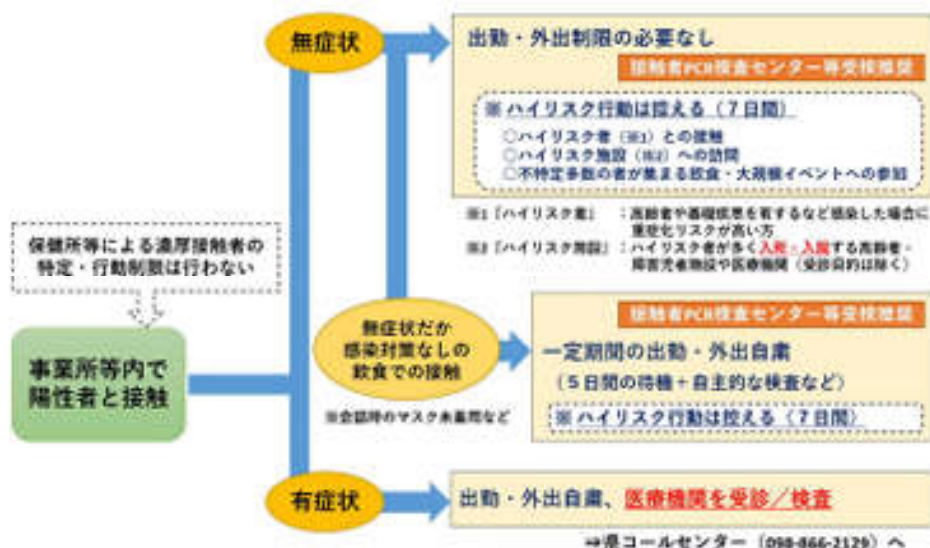 無症状
出勤・外出制限の必要なし
接触者PCR検査センター等受検推奨
※ ハイリスク行動は控える（７日間）
○ハイリスク者（※1）との接触
○ハイリスク施設（※2）への訪問
○不特定多数の者が集まる飲食・大規模イベントへの参加
※1「ハイリスク者」　：高齢者や基礎疾患を有するなど感染した場合に
重症化リスクが高い方
※2「ハイリスク施設」：ハイリスク者が多く入所・入院する高齢者・
障害児者施設や医療機関（受診目的は除く）
保健所等による濃厚接触者の
特定・行動制限は行わない
事業所等内で
陽性者と接触
無症状だか
感染対策なしの
飲食での接触
※会話時のマスク未着用など
接触者PCR検査センター等受検推奨
一定期間の出勤・外出自粛
（５日間の待機＋自主的な検査など）
※ ハイリスク行動は控える（７日間）
有症状
出勤・外出自粛、医療機関を受診／検査
⇒県コールセンター（098-866-2129）へ